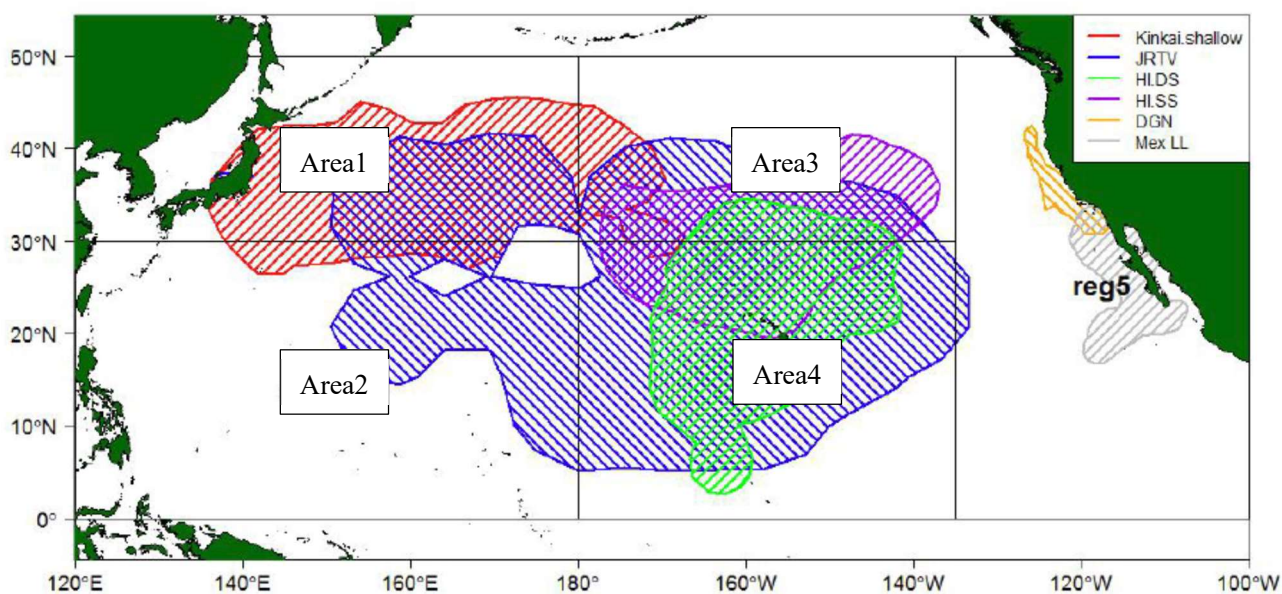 50°N
40°N
30°N
20°N
10°N
0°
120°E
140°E
160°E
180°
160°W
140°W
120°W
100°W
Kinkai.shallow
JRTV
HI.DS
HI.SS
DGN
Mex LL
Area1
Area3
Area2
Area4
reg5